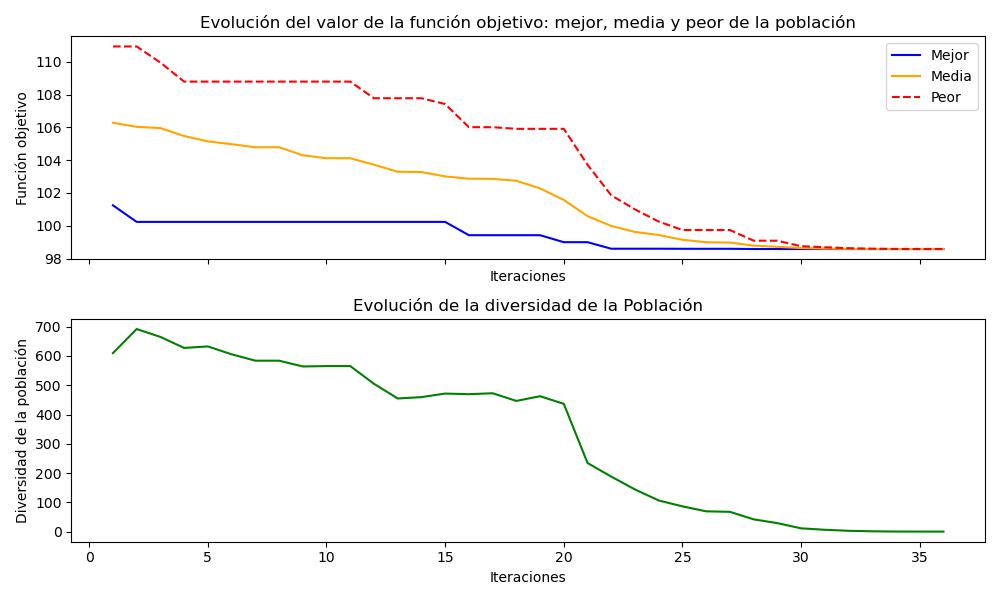 Evolución del valor de la función objetivo: mejor, media y peor de la población
Función objetivo
110
108
106
104
102
100
98
Mejor
Media
Peor
Iteraciones
Evolución de la diversidad de la Población
Diversidad de la población
700
600
500
400
300
200
100
0
0 5 10 15 20 25 30 35
Iteraciones